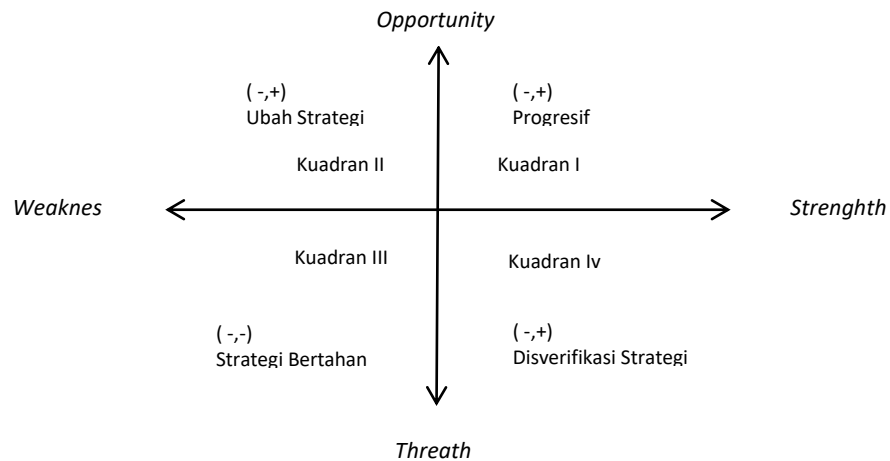 Opportunity
( -,+)
Ubah Strategi
( -,+)
Progresif
Kuadran II
Kuadran I
Weaknes
Strenghth
Kuadran III
Kuadran Iv
( -,-)
Strategi Bertahan
( -,+)
Disverifikasi Strategi
Threath